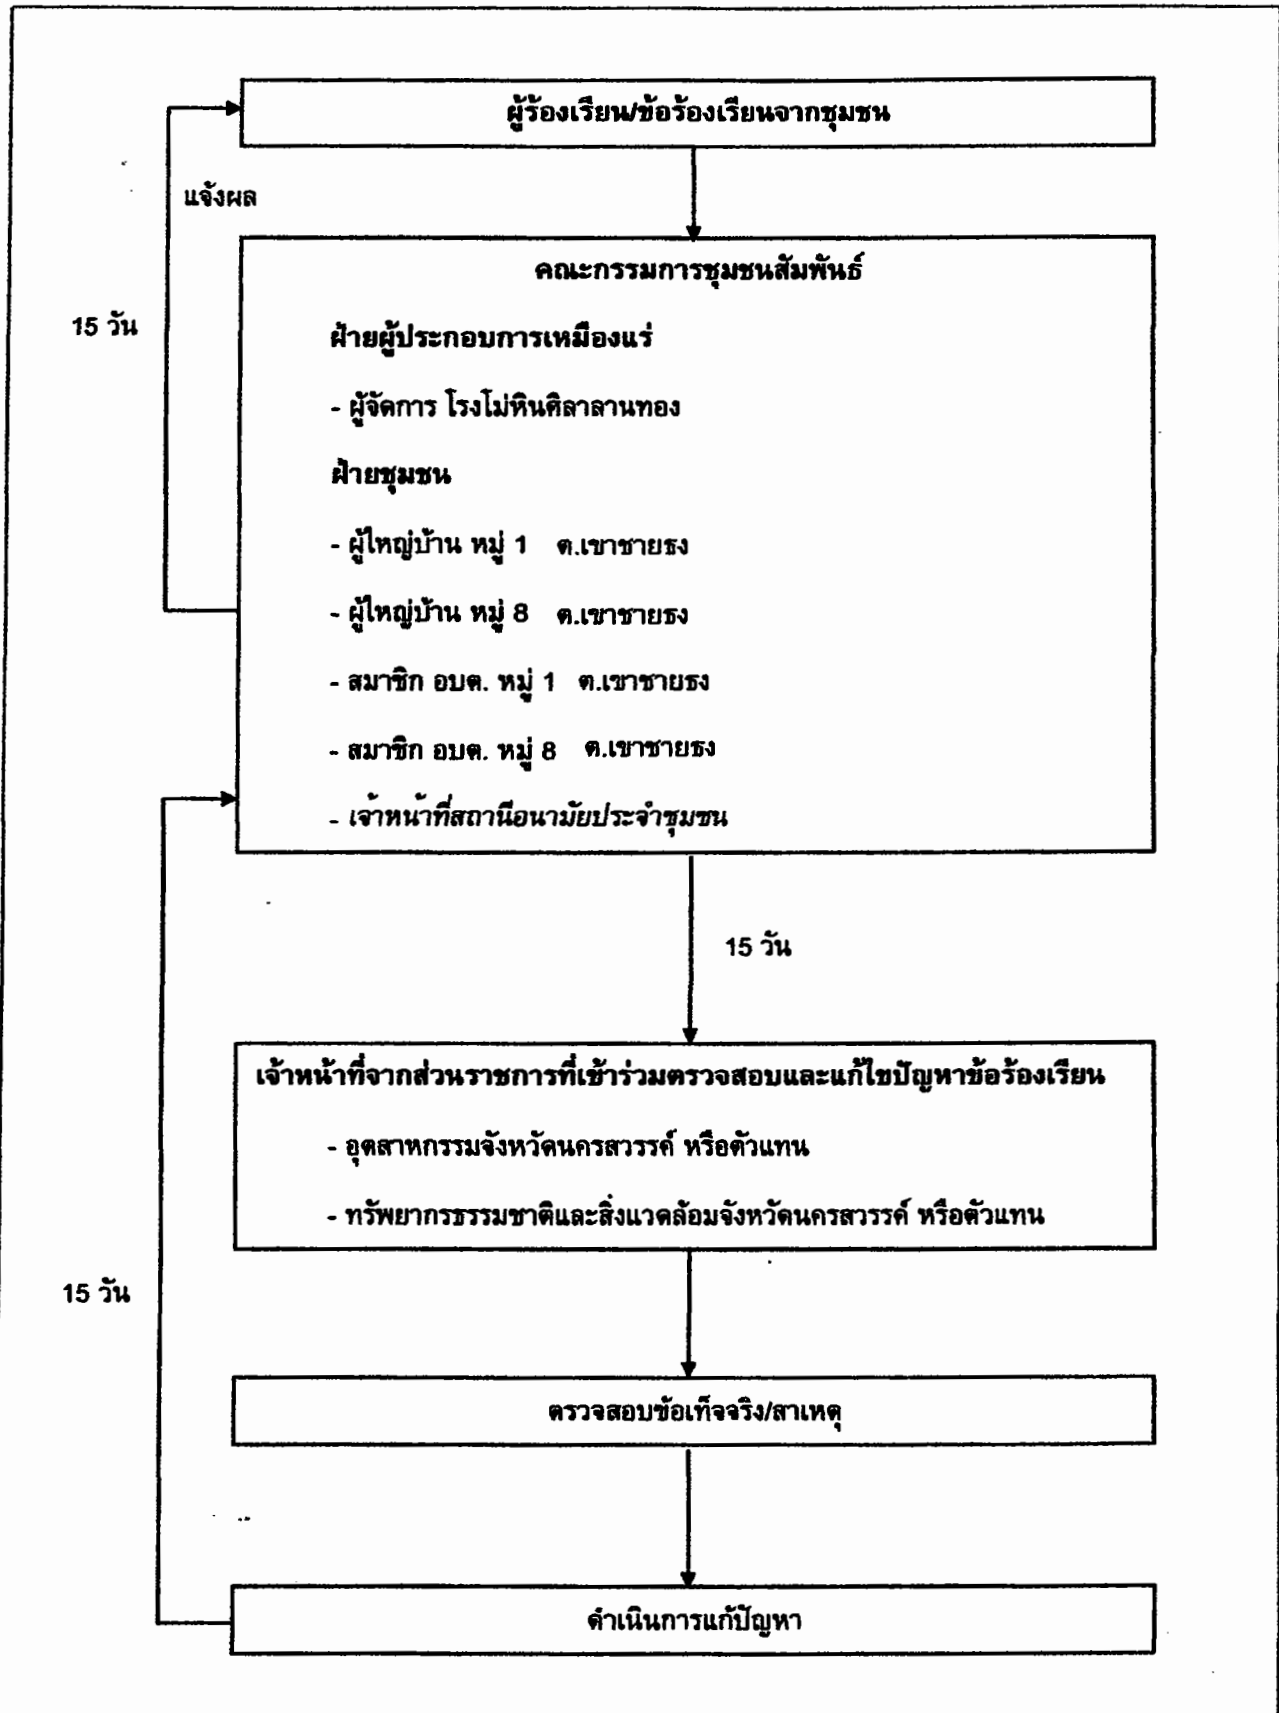 ผู้ร้องเรียน/ข้อร้องเรียนจากชุมชน
แจ้งผล
15 วัน
คณะกรรมการชุมชนสัมพันธ์
ฝ่ายผู้ประกอบการเหมืองแร่
- ผู้จัดการ โรงโม่หินศิลาลานทอง
ฝ่ายชุมชน
- ผู้ใหญ่บ้าน หมู่ 1 ต.เขาชายธง
- ผู้ใหญ่บ้าน หมู่ 8 ต.เขาชายธง
- สมาชิก อบต. หมู่ 1 ต.เขาชายธง
- สมาชิก อบต. หมู่ 8 ต.เขาชายธง
- เจ้าหน้าที่สถานีอนามัยประจำชุมชน
15 วัน
เจ้าหน้าที่จากส่วนราชการที่เข้าร่วมตรวจสอบและแก้ไขปัญหาข้อร้องเรียน
- อุตสาหกรรมจังหวัดนครสวรรค์ หรือตัวแทน
- ทรัพยากรธรรมชาติและสิ่งแวดล้อมจังหวัดนครสวรรค์ หรือตัวแทน
15 วัน
ตรวจสอบข้อเท็จจริง/สาเหตุ
ดำเนินการแก้ปัญหา